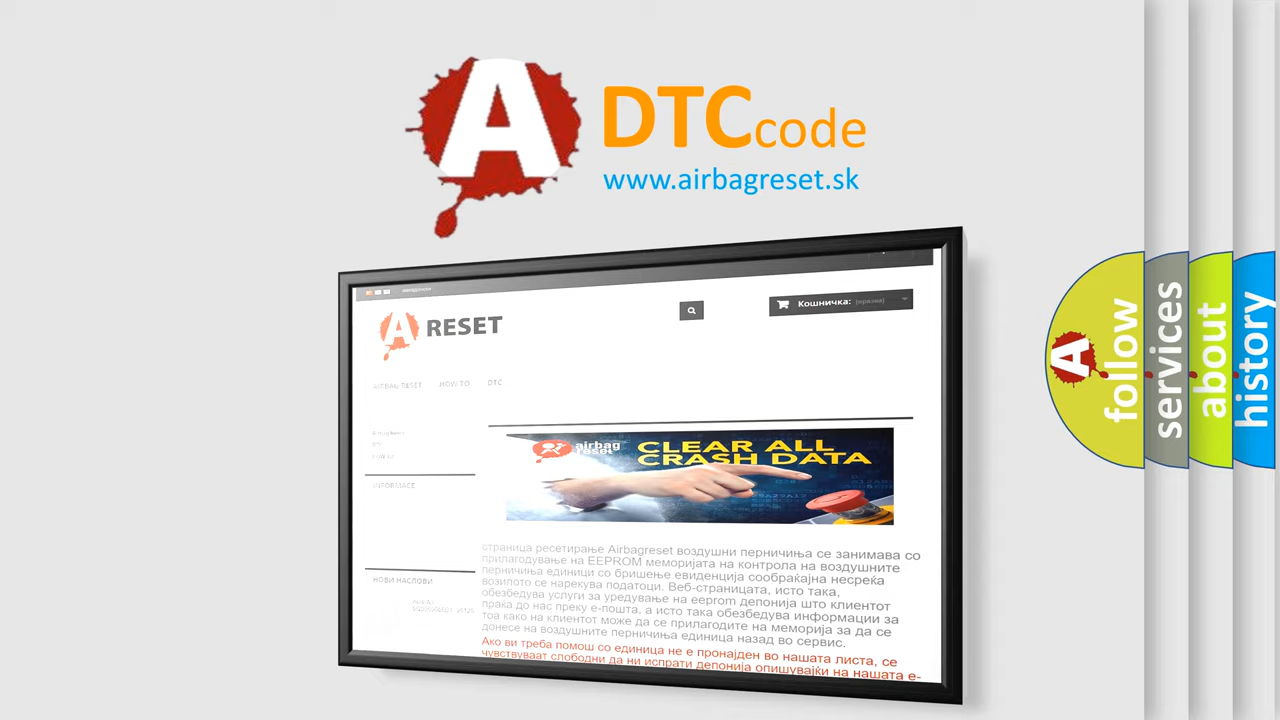 A
DTCcode
www.airbagreset.sk
Кошничка:
A RESET
AIRBAG RESET HOW TO DTC
airbag
reset
CLEAR ALL
CRASH DATA
INFORMACE
страница ресетирање Airbagreset воздушни перничиња се занимава со
прилагодување на EEPROM меморијата на контрола на воздушните
перничиња единици со бришење евиденција сообраќајна несреќа
возилото се нарекува податоци. Веб-страницата, исто така,
обезбедува услуги за уредување на eeprom депонија што клиентот
праќа до нас преку е-пошта, а исто така обезбедува информации за
тоа како на клиентот може да се прилагодите на меморија за да се
донесе на воздушните перничиња единица назад во сервис.
Ако ви треба помош со единица не е пронајден во нашата листа, се
чувствуваат слободни да ни испрати депонија опишувајќи на нашата е-
НОВИ НАСЛОВИ
A
follow
services
about
history